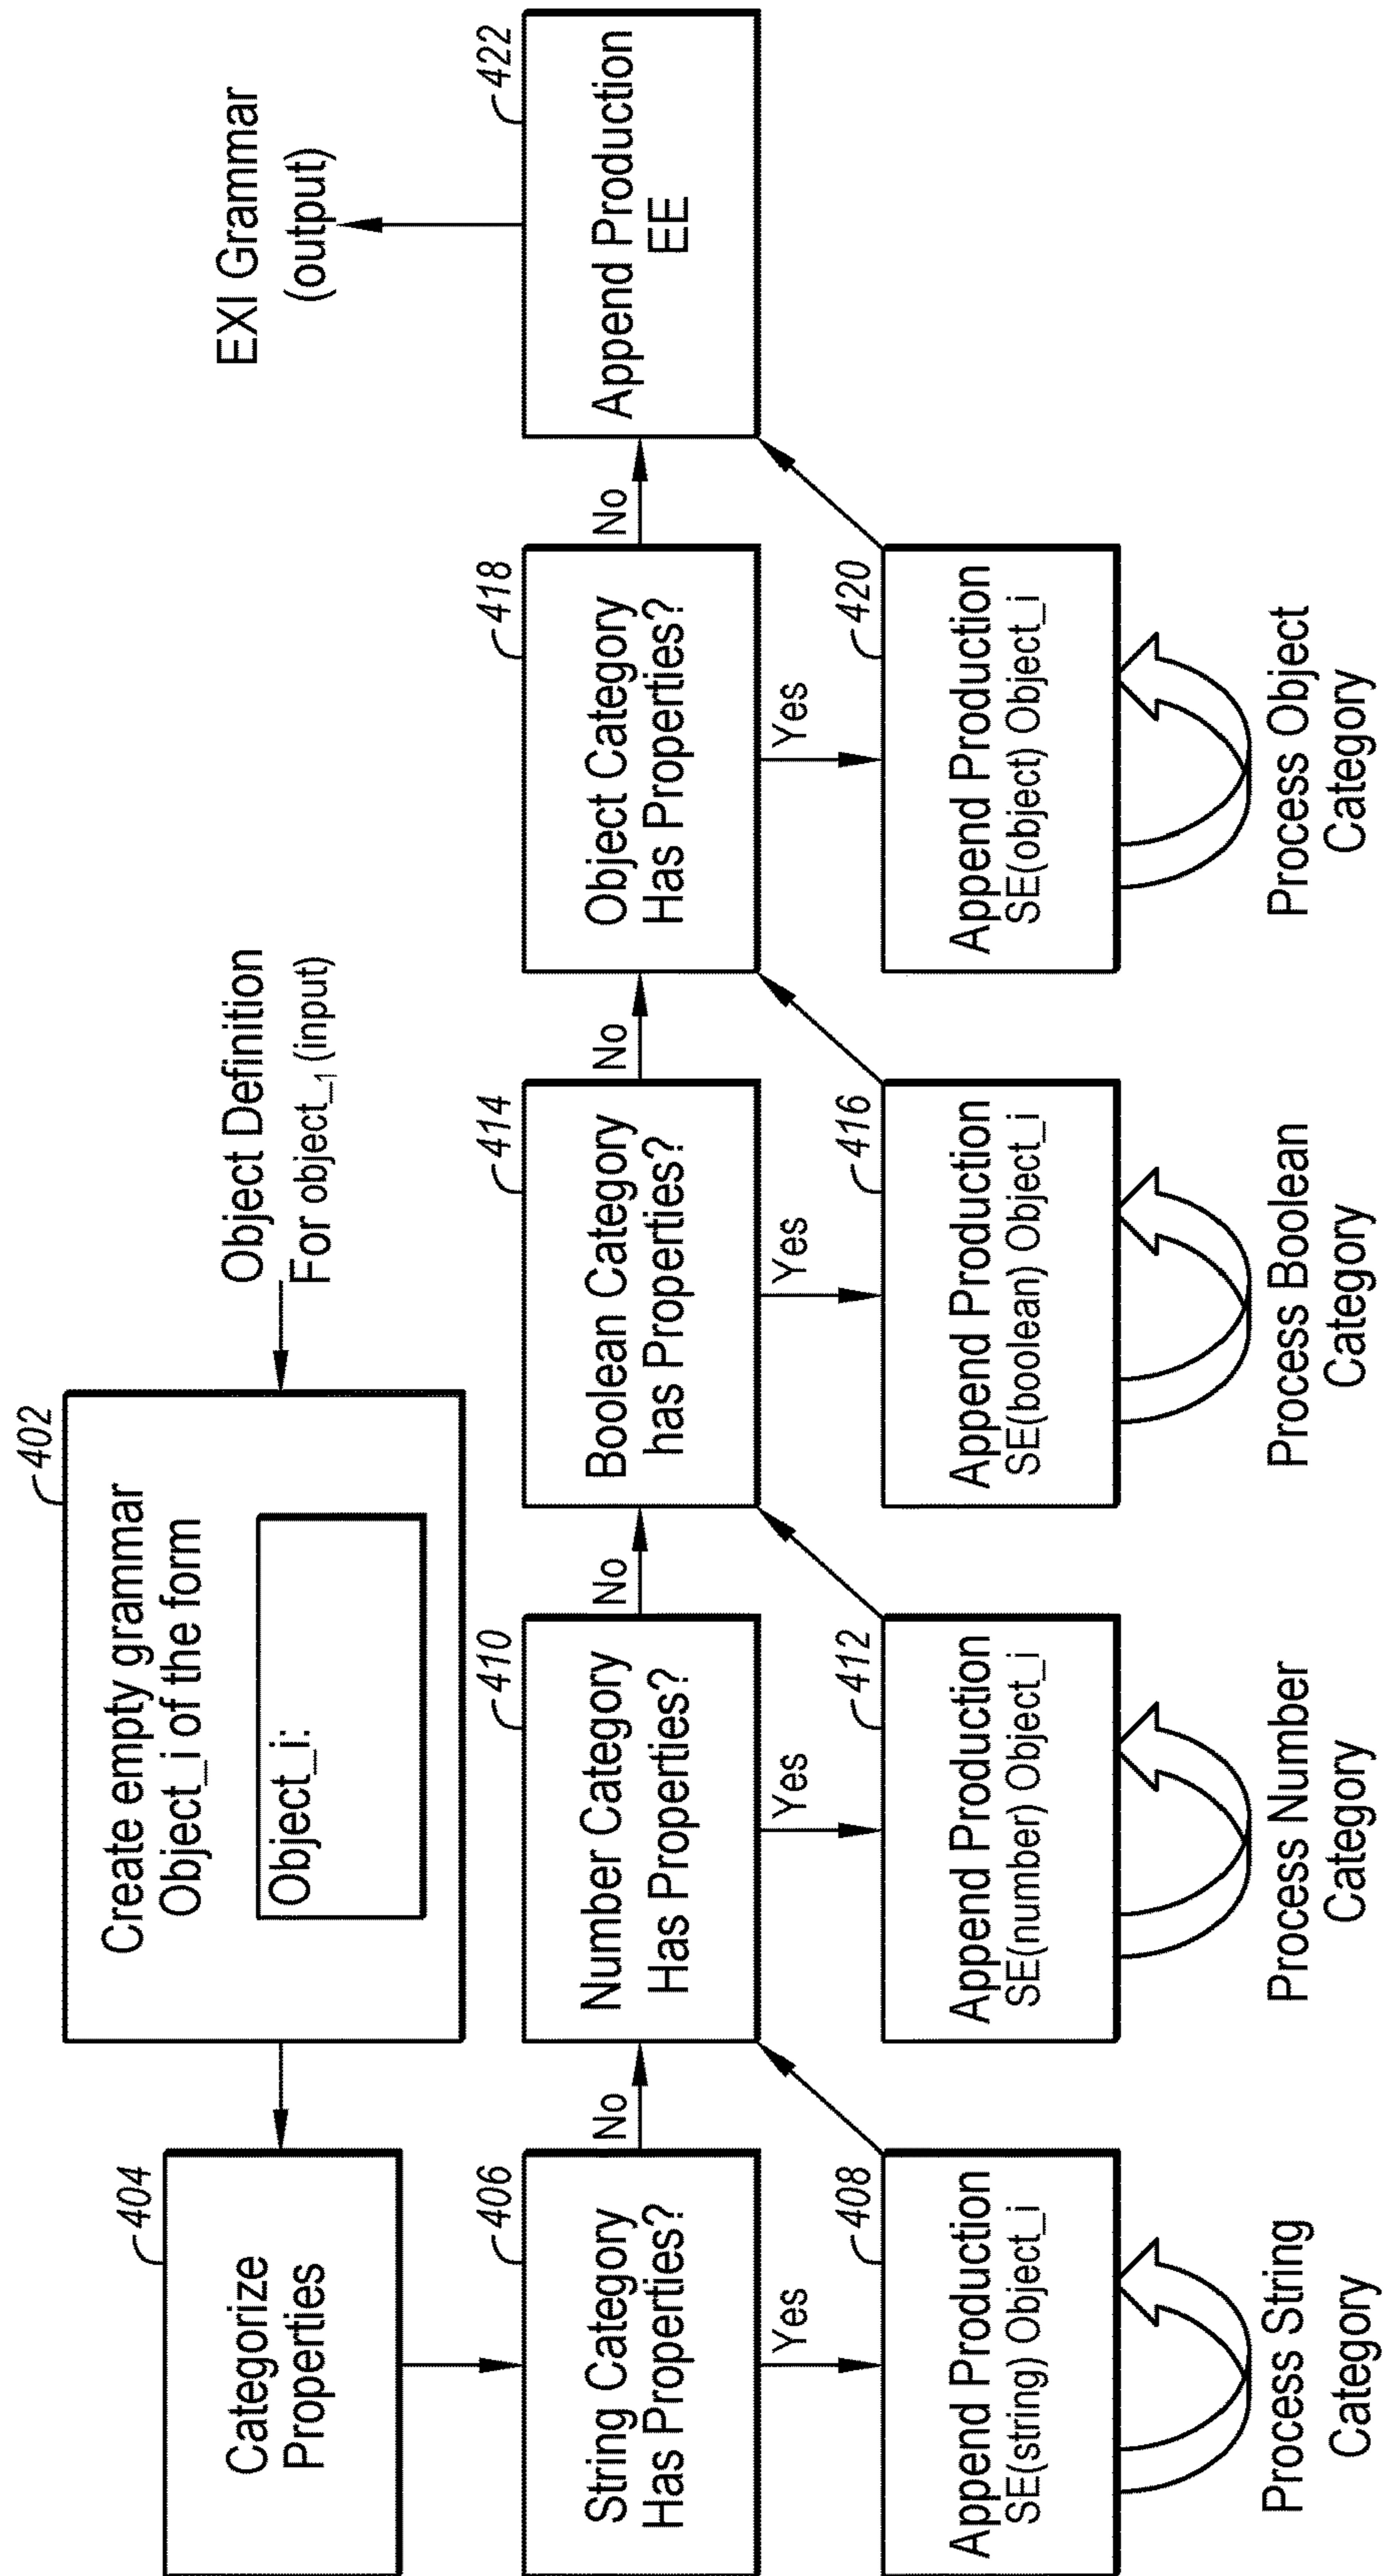 Object Definition
For object_1 (input)
402
Create empty grammar
Object_i of the form
Object_i:
404
Categorize
Properties
406
String Category
Has Properties?
No
Yes
408
Append Production
SE(string) Object_i
Process String
Category
410
Number Category
Has Properties?
No
Yes
412
Append Production
SE(number) Object_i
Process Number
Category
414
Boolean Category
has Properties?
No
Yes
416
Append Production
SE(boolean) Object_i
Process Boolean
Category
418
Object Category
Has Properties?
No
Yes
420
Append Production
SE(object) Object_i
Process Object
Category
422
Append Production
EE
EXI Grammar
(output)